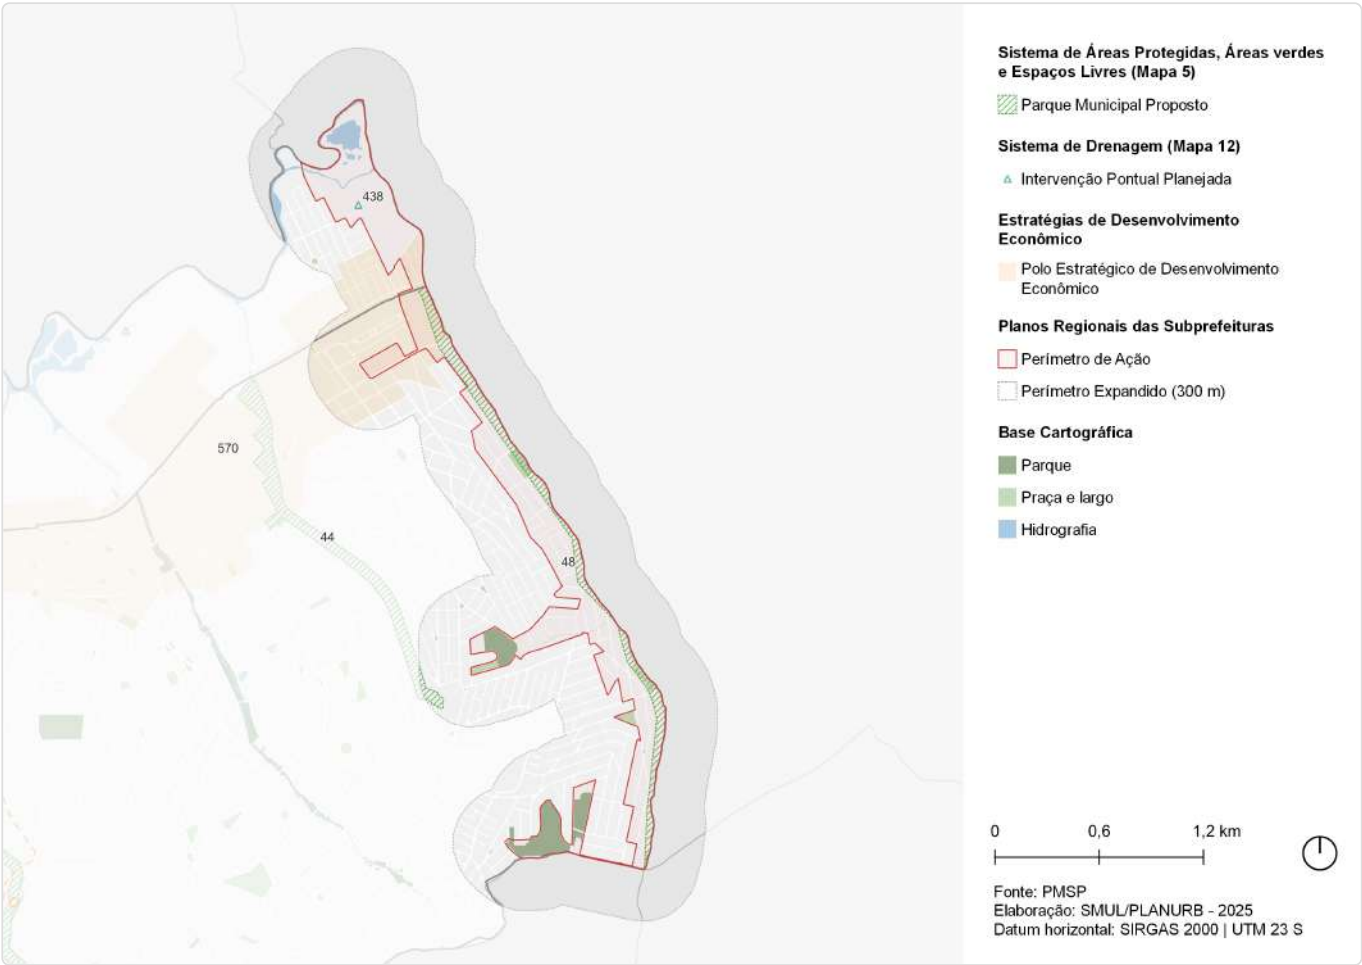 Sistema de Áreas Protegidas, Áreas verdes
e Espaços Livres (Mapa 5)
Parque Municipal Proposto
Sistema de Drenagem (Mapa 12)
Intervenção Pontual Planejada
Estratégias de Desenvolvimento
Econômico
Polo Estratégico de Desenvolvimento
Econômico
Planos Regionais das Subprefeituras
Perímetro de Ação
Perímetro Expandido (300 m)
Base Cartográfica
Parque
Praça e largo
Hidrografia
438
570
44
48
0 0,6 1,2 km
Fonte: PMSP
Elaboração: SMUL/PLANURB - 2025
Datum horizontal: SIRGAS 2000 | UTM 23 S